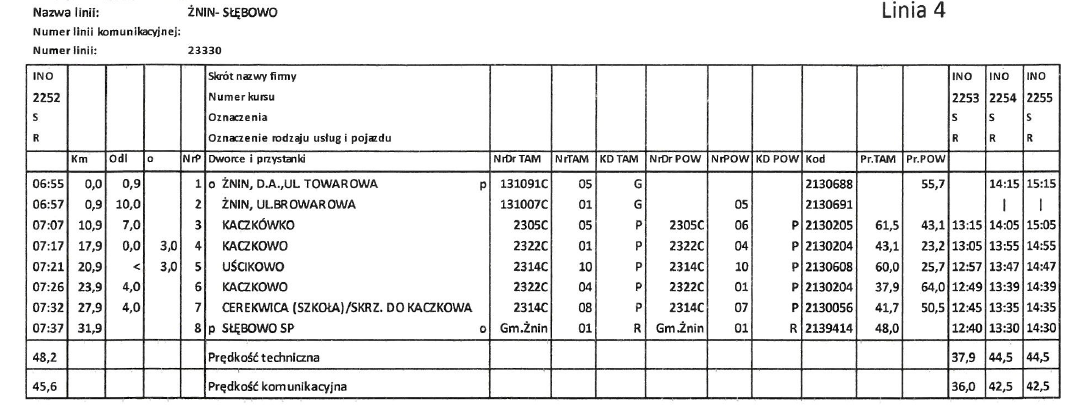 Nazwa linii: ŻNIN- SŁĘBOWO Linia 4
Numer linii komunikacyjnej:
Numer linii: 23330
INO Skrót nazwy firmy INO INO INO
2252 Numer kursu 2253 2254 2255
S Oznaczenia S S S
R Oznaczenie rodzaju usług i pojazdu R R R
Km Odl o NrP Dworce i przystanki NrDr TAM NrTAM KD TAM NrDr POW NrPOW KD POW Kod Pr.TAM Pr.POW
06:55 0,0 0,9 1 o ŻNIN, D.A.,UL. TOWAROWA p 131091C 05 G 2130688 55,7 14:15 15:15
06:57 0,9 10,0 2 ŻNIN, UL.BROWAROWA 131007C 01 G 05 2130691 | |
07:07 10,9 7,0 3 KACZKÓWKO 2305C 05 P 2305C 06 P 2130205 61,5 43,1 13:15 14:05 15:05
07:17 17,9 0,0 3,0 4 KACZKOWO 2322C 01 P 2322C 04 P 2130204 43,1 23,2 13:05 13:55 14:55
07:21 20,9 < 3,0 5 UŚCIKOWO 2314C 10 P 2314C 10 P 2130608 60,0 25,7 12:57 13:47 14:47
07:26 23,9 4,0 6 KACZKOWO 2322C 04 P 2322C 01 P 2130204 37,9 64,0 12:49 13:39 14:39
07:32 27,9 4,0 7 CEREKWICA (SZKOŁA)/SKRZ. DO KACZKOWA 2314C 08 P 2314C 07 P 2130056 41,7 50,5 12:45 13:35 14:35
07:37 31,9 8 p SŁĘBOWO SP o Gm.Żnin 01 R Gm.Żnin 01 R 2139414 48,0 12:40 13:30 14:30
48,2 Prędkość techniczna 37,9 44,5 44,5
45,6 Prędkość komunikacyjna 36,0 42,5 42,5